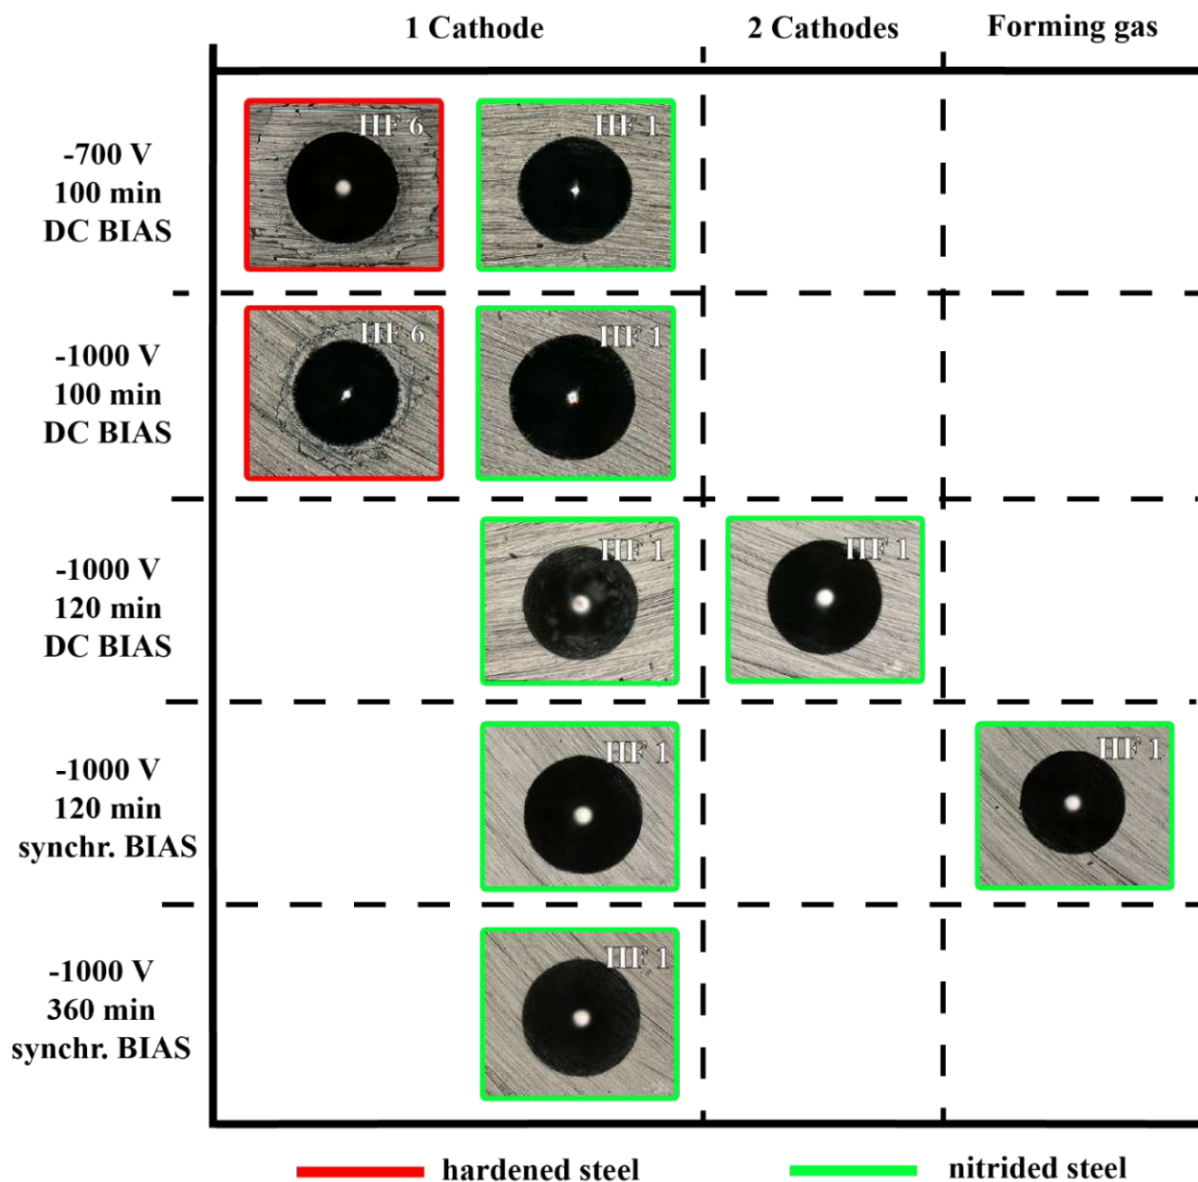 1 Cathode
2 Cathodes
Forming gas
-700 V
100 min
DC BIAS
HF 6
HF 1
-1000 V
100 min
DC BIAS
HF 6
HF 1
-1000 V
120 min
DC BIAS
HF 1
HF 1
-1000 V
120 min
synchr. BIAS
HF 1
HF 1
-1000 V
360 min
synchr. BIAS
HF 1
hardened steel
nitrided steel